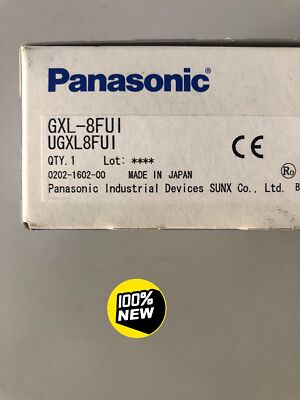 Panasonic®
GXL-8FUI
UGXL8FUI
QTY. 1 Lot: ****
CE
0202-1602-00 MADE IN JAPAN
Panasonic Industrial Devices SUNX Co., Ltd.
100%
NEW